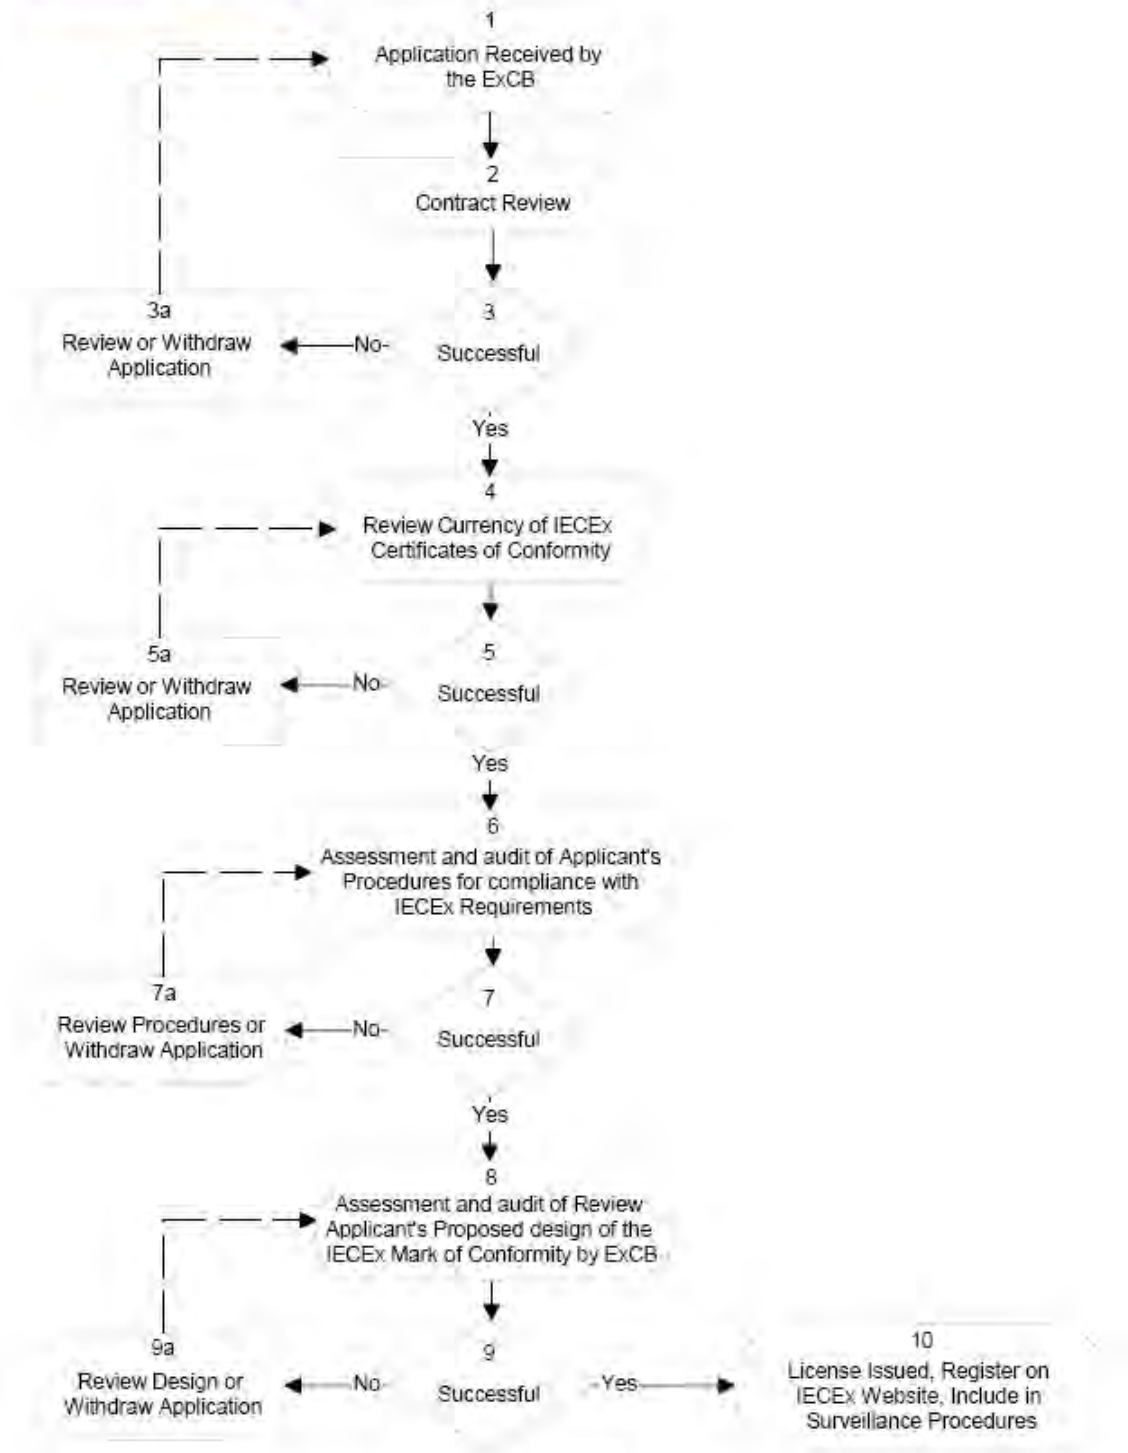 1
Application Received by
the ExCB
2
Contract Review
3a
Review or Withdraw
Application
No
3
Successful
Yes
4
Review Currency of IECEx
Certificates of Conformity
5a
Review or Withdraw
Application
No
5
Successful
Yes
6
Assessment and audit of Applicant's
Procedures for compliance with
IECEx Requirements
7a
Review Procedures or
Withdraw Application
No
7
Successful
Yes
8
Assessment and audit of Review
Applicant's Proposed design of the
IECEx Mark of Conformity by ExCB
9a
Review Design or
Withdraw Application
No
9
Successful
Yes
10
License Issued, Register on
IECEx Website, Include in
Surveillance Procedures